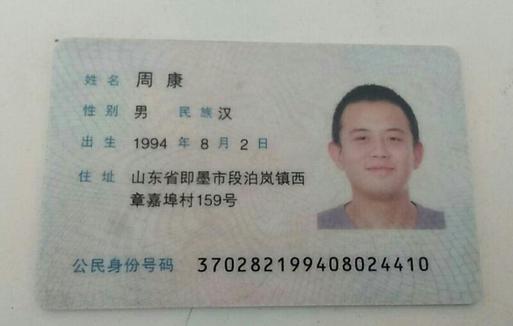 姓名 周康
性别 男 民族 汉
出生 1994 年 8 月 2 日
住址 山东省即墨市段泊岚镇西
章嘉埠村159号
公民身份号码 370282199408024410